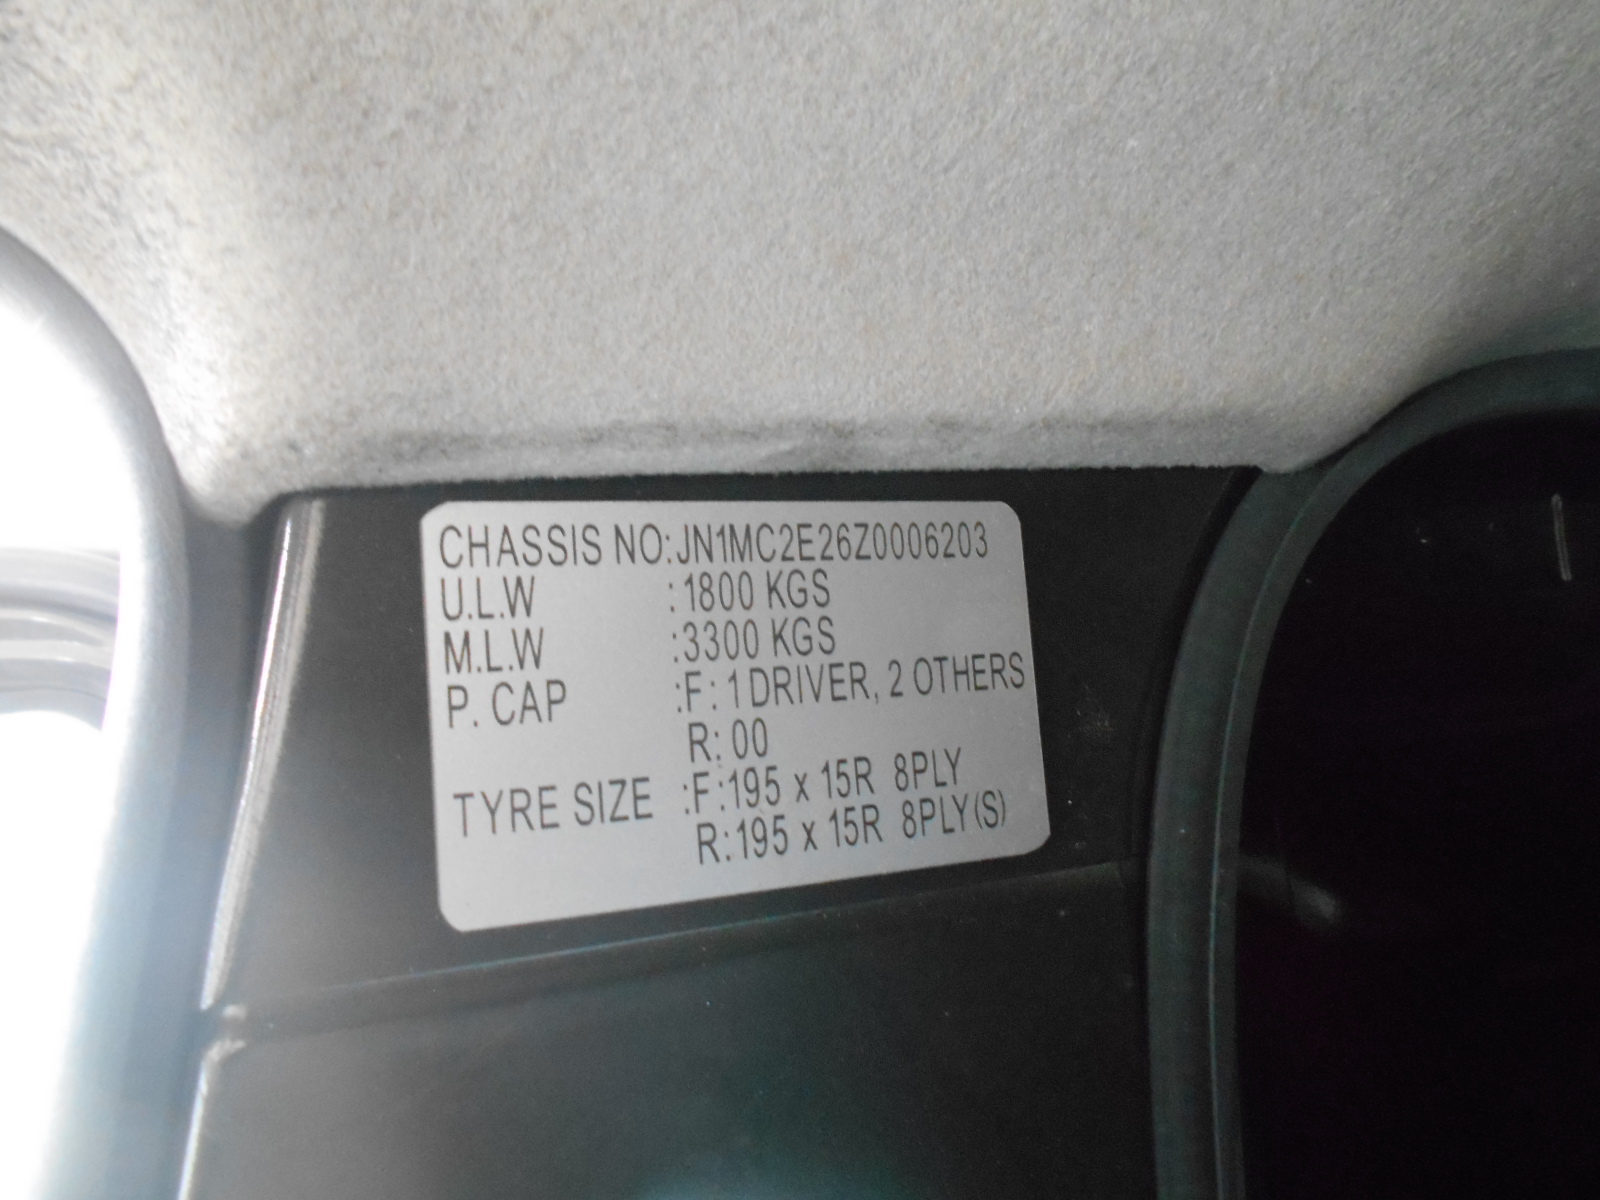 CHASSIS NO:JN1MC2E26Z0006203
U.L.W :1800 KGS
M.L.W :3300 KGS
P. CAP :F: 1 DRIVER, 2 OTHERS
R: 00
TYRE SIZE :F:195 x 15R 8PLY
R:195 x 15R 8PLY(S)